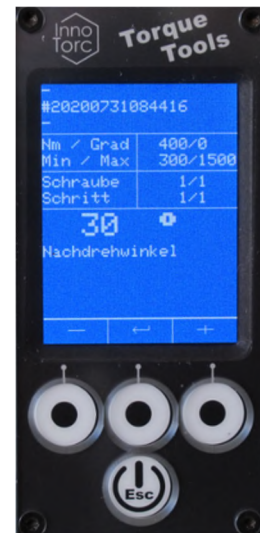 Inno
Torc
Torque
Tools
#20200731084416
Nm / Grad 400/0
Min / Max 300/1500
Schraube 1/1
Schritt 1/1
30
Nachdrehwinkel
Esc